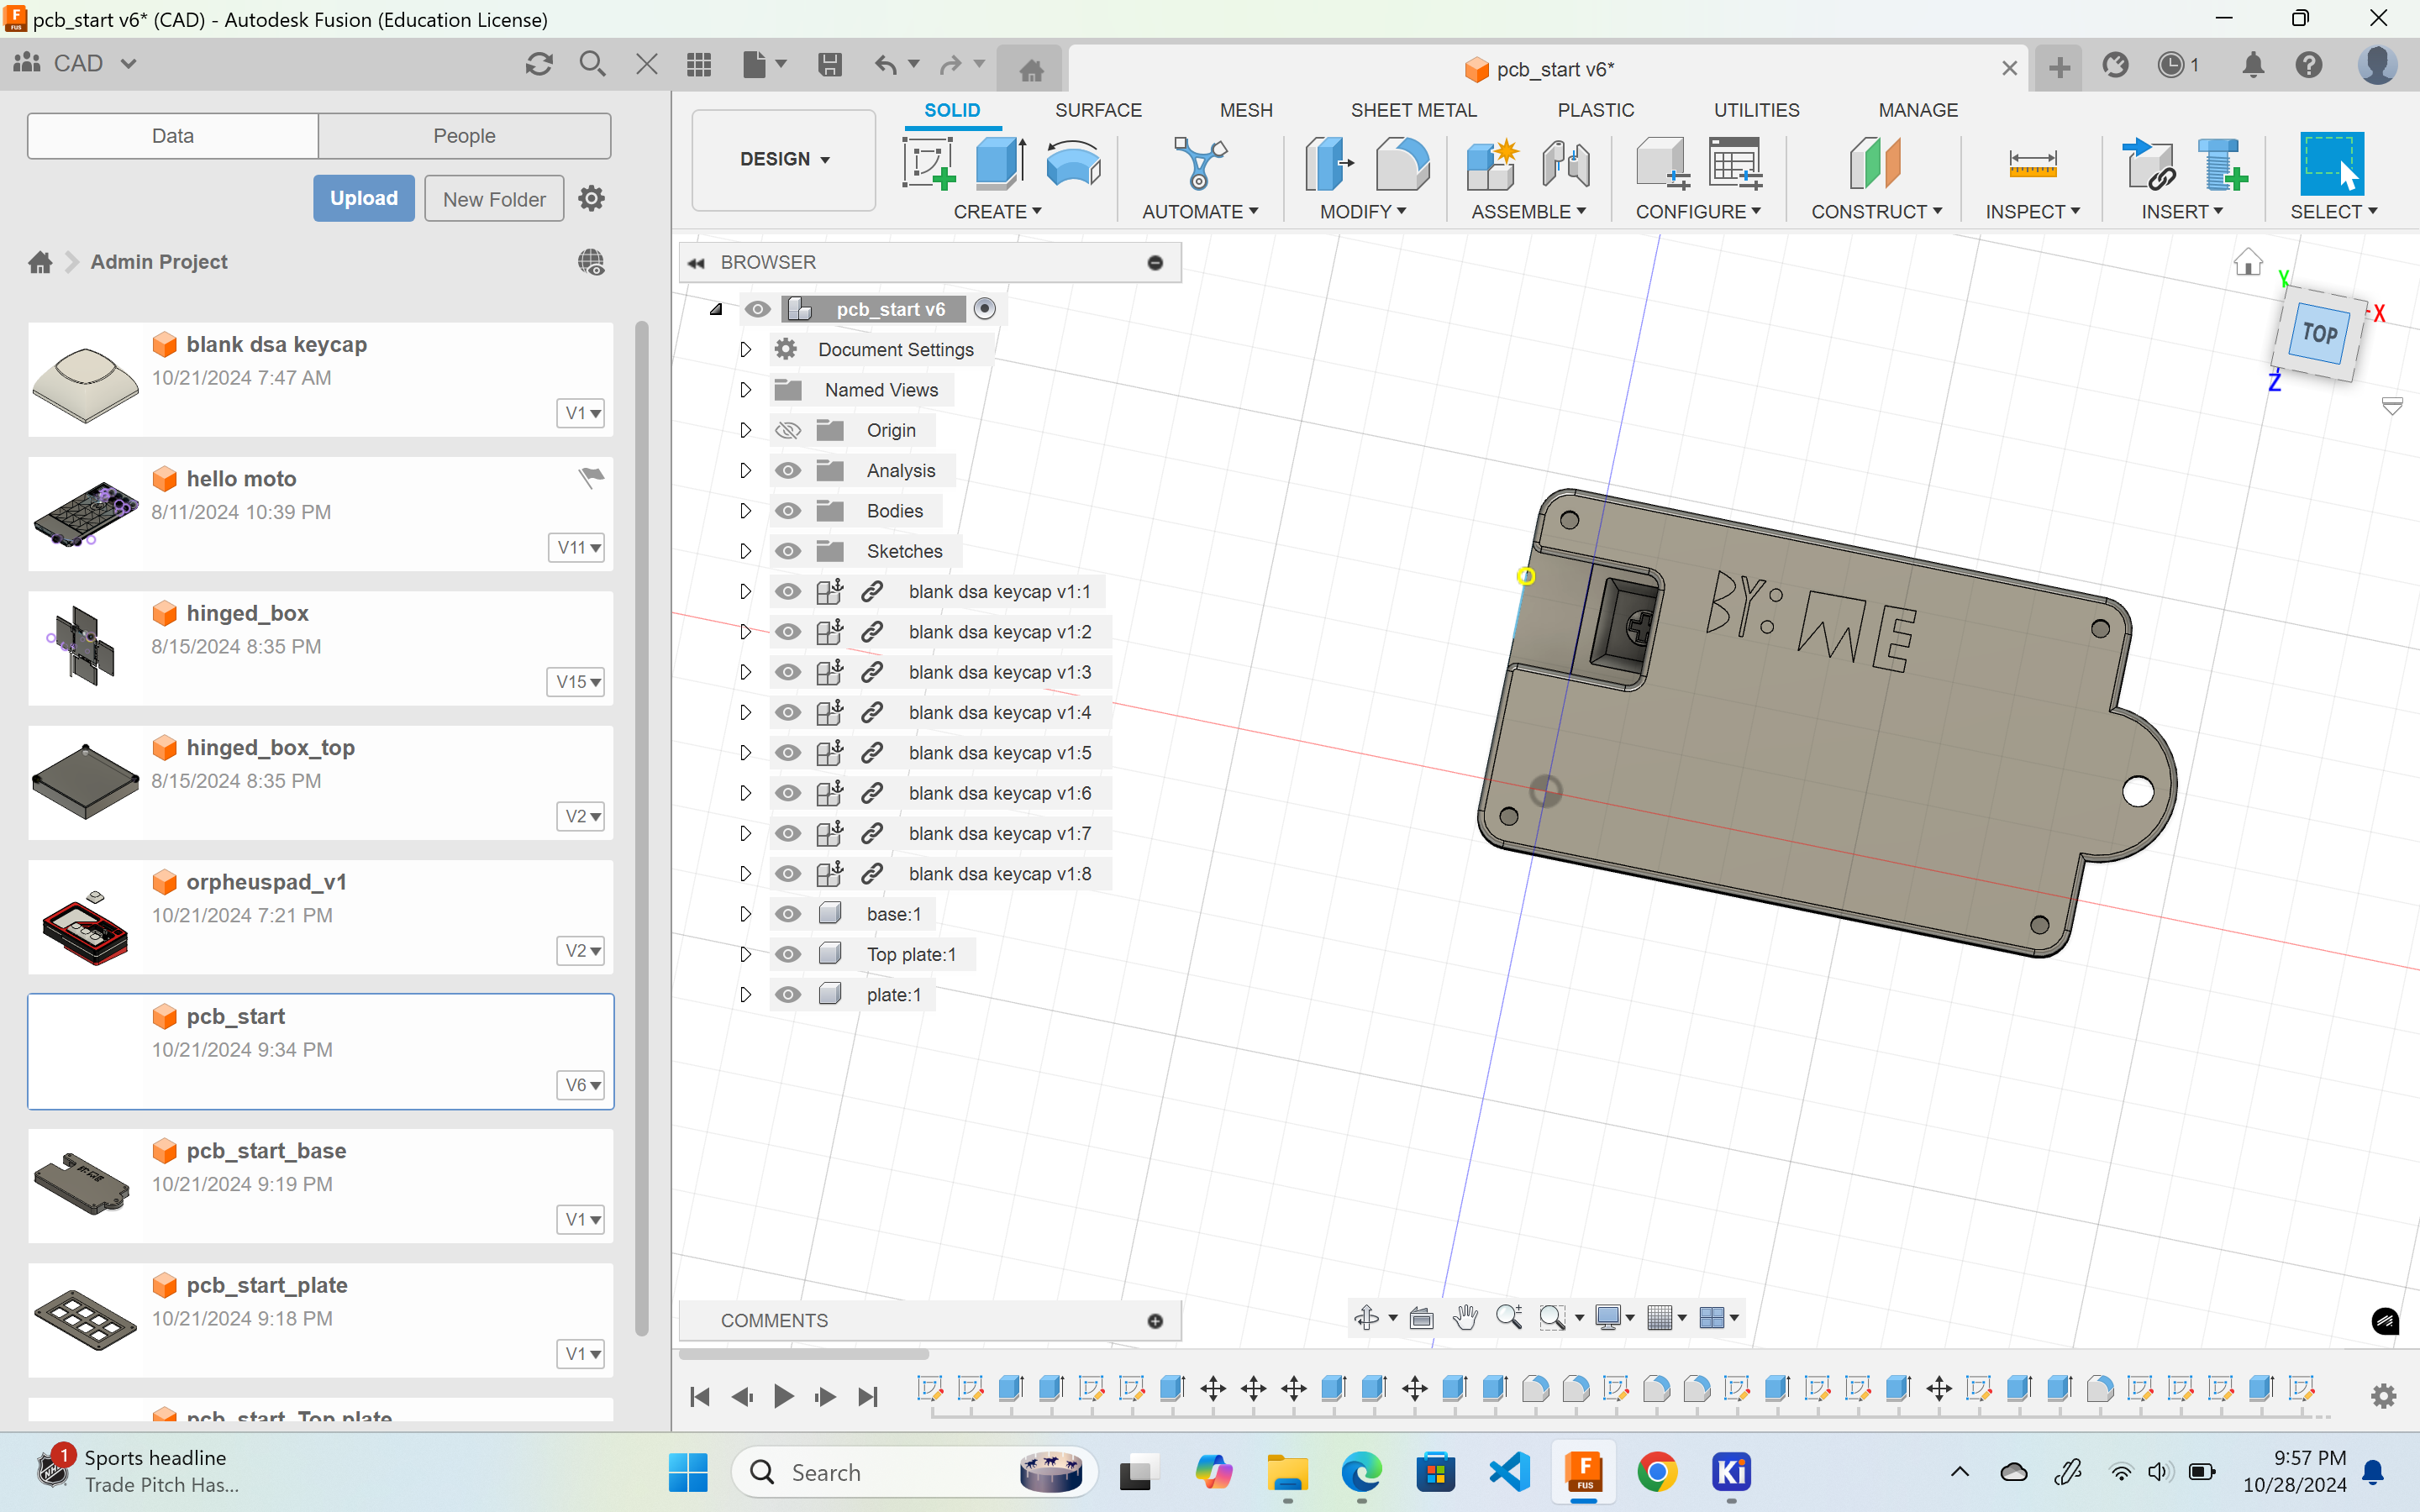 pcb_start v6* (CAD) - Autodesk Fusion (Education License)
CAD
pcb_start v6*
1
Data
People
Upload
New Folder
Admin Project
blank dsa keycap
10/21/2024 7:47 AM
V1
hello moto
8/11/2024 10:39 PM
V11
hinged_box
8/15/2024 8:35 PM
V15
hinged_box_top
8/15/2024 8:35 PM
V2
orpheuspad_v1
10/21/2024 7:21 PM
V2
pcb_start
10/21/2024 9:34 PM
V6
pcb_start_base
10/21/2024 9:19 PM
V1
pcb_start_plate
10/21/2024 9:18 PM
V1
pcb_start_Top plate
DESIGN
SOLID
SURFACE
MESH
SHEET METAL
PLASTIC
UTILITIES
MANAGE
CREATE
AUTOMATE
MODIFY
ASSEMBLE
CONFIGURE
CONSTRUCT
INSPECT
INSERT
SELECT
BROWSER
pcb_start v6
Document Settings
Named Views
Origin
Analysis
Bodies
Sketches
blank dsa keycap v1:1
blank dsa keycap v1:2
blank dsa keycap v1:3
blank dsa keycap v1:4
blank dsa keycap v1:5
blank dsa keycap v1:6
blank dsa keycap v1:7
blank dsa keycap v1:8
base:1
Top plate:1
plate:1
Y
X
TOP
Z
BY: ME
COMMENTS
1
Sports headline
Trade Pitch Has...
Search
F
FUS
Ki
9:57 PM
10/28/2024